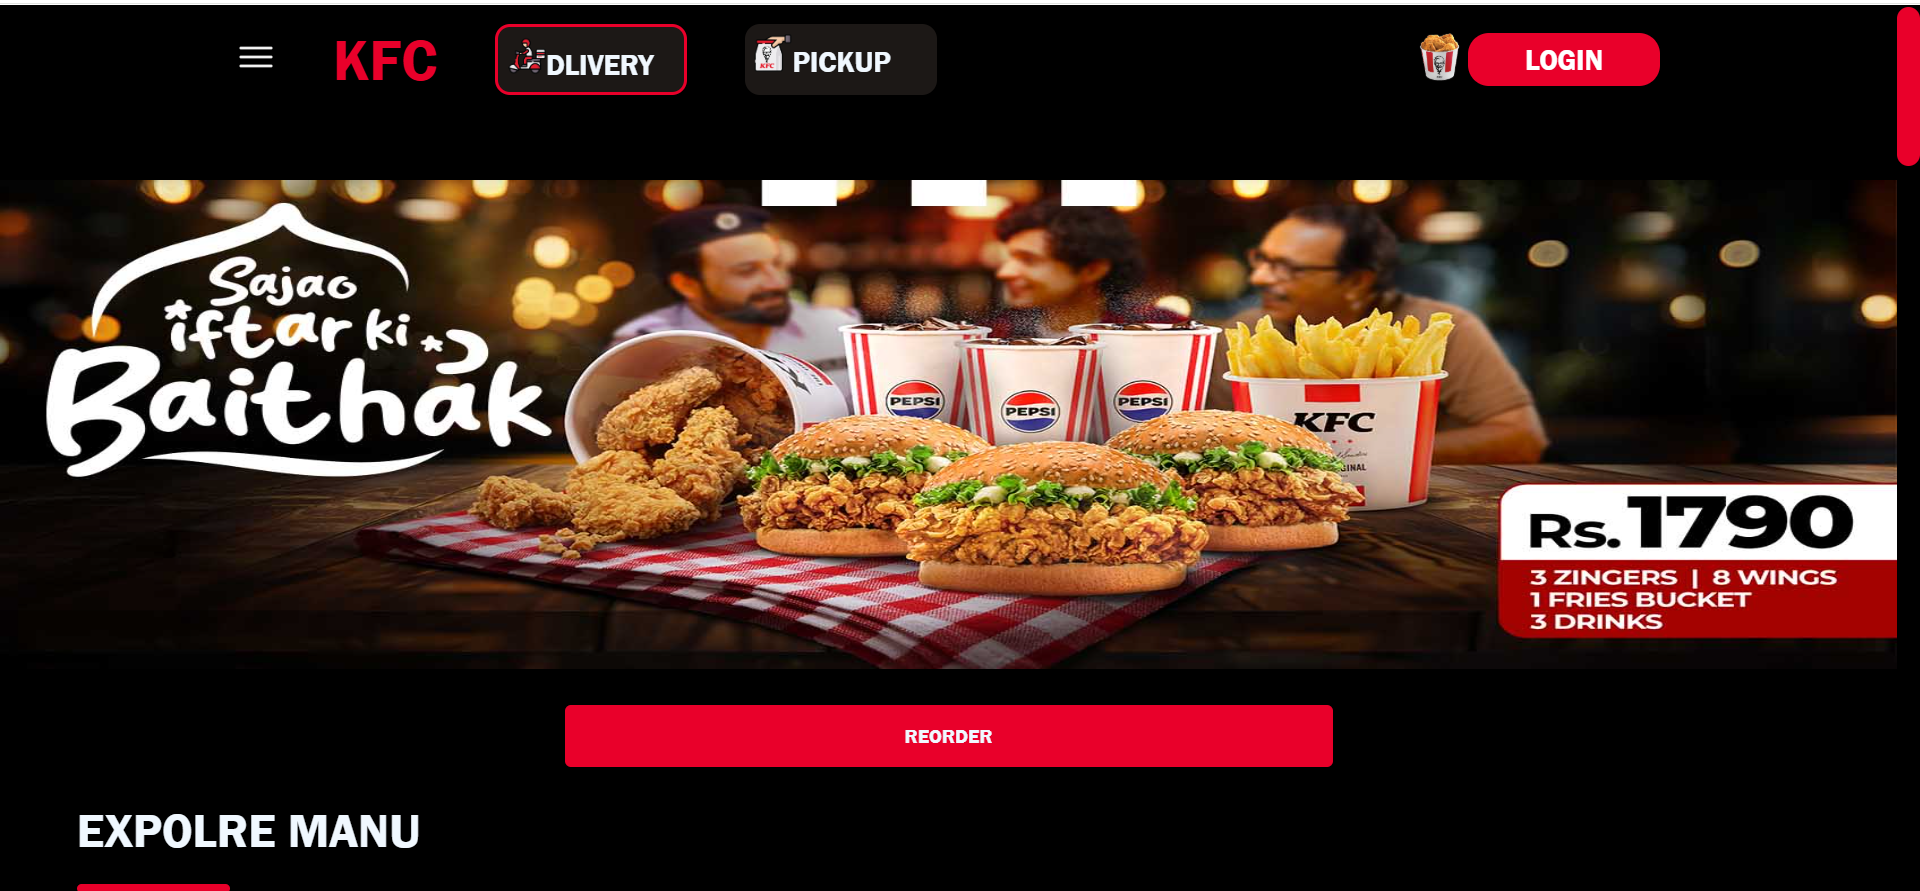 KFC
DLIVERY
KFC
PICKUP
LOGIN
Sajao
iftar ki
Baithak
PEPSI
PEPSI
PEPSI
KFC
Rs.1790
3 ZINGERS | 8 WINGS
1 FRIES BUCKET
3 DRINKS
REORDER
EXPOLRE MANU